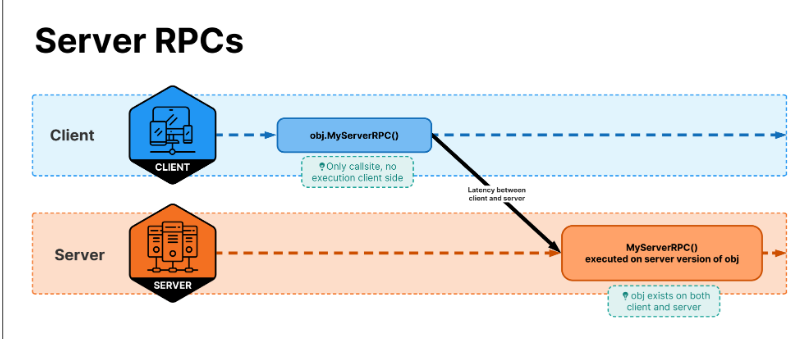 Server RPCs
Client
CLIENT
obj.MyServerRPC()
Only callsite, no
execution client side
Latency between
client and server
Server
SERVER
MyServerRPC()
executed on server version of obj
obj exists on both
client and server